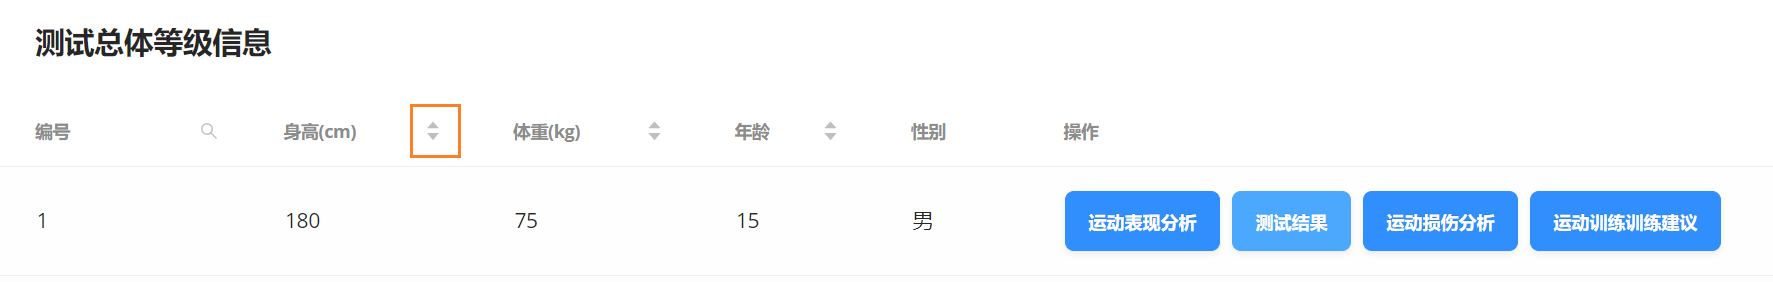 测试总体等级信息
编号 身高(cm) 体重(kg) 年龄 性别 操作
1 180 75 15 男 运动表现分析 测试结果 运动损伤分析 运动训练训练建议